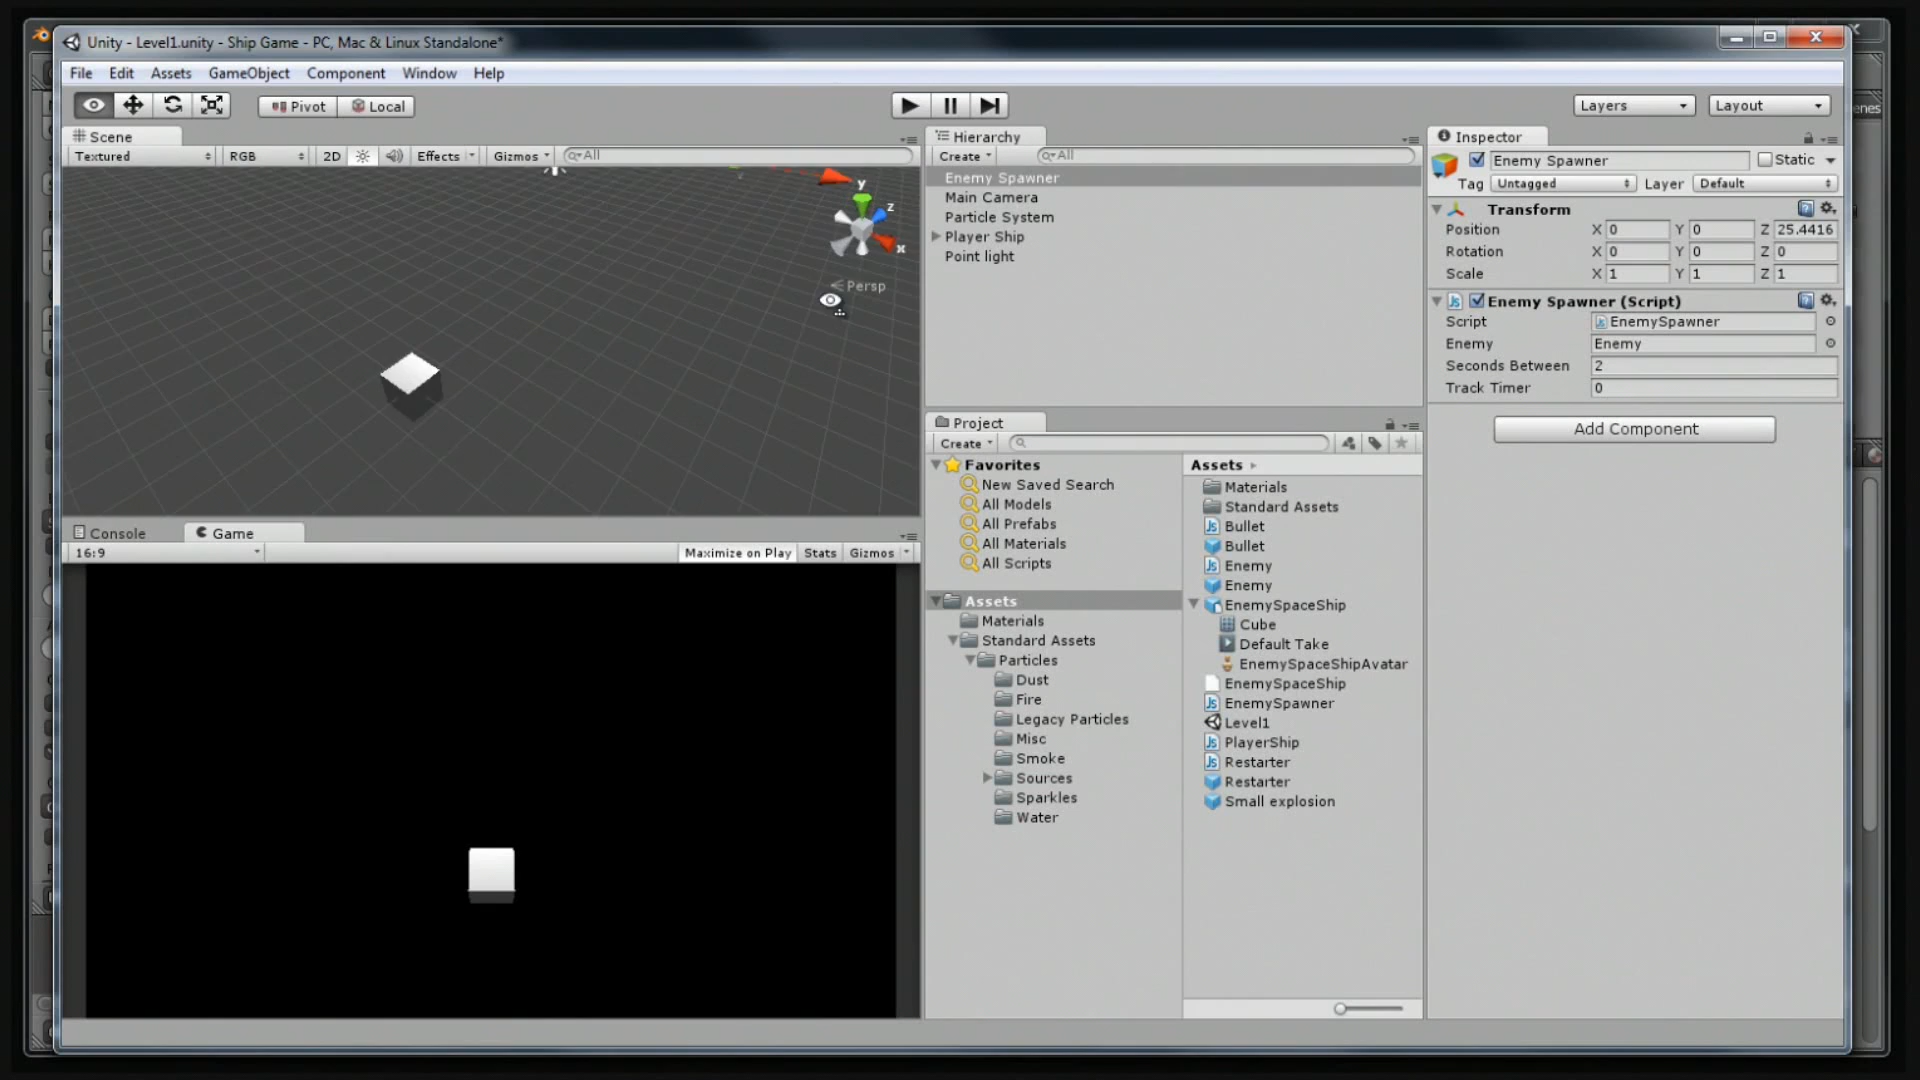 Unity - Level1.unity - Ship Game - PC, Mac & Linux Standalone*
File Edit Assets GameObject Component Window Help
Pivot Local Layers Layout
Scene
Textured RGB 2D Effects Gizmos All
y
z
x
Persp
Console Game
16:9 Maximize on Play Stats Gizmos
Hierarchy
Create All
Enemy Spawner
Main Camera
Particle System
Player Ship
Point light
Project
Create
Favorites
New Saved Search
All Models
All Prefabs
All Materials
All Scripts
Assets
Materials
Standard Assets
Particles
Dust
Fire
Legacy Particles
Misc
Smoke
Sources
Sparkles
Water
Assets
Materials
Standard Assets
Bullet
Bullet
Enemy
Enemy
EnemySpaceShip
Cube
Default Take
EnemySpaceShipAvatar
EnemySpaceShip
EnemySpawner
Level1
PlayerShip
Restarter
Restarter
Small explosion
Inspector
Enemy Spawner Static
Tag Untagged Layer Default
Transform
Position X 0 Y 0 Z 25.4416
Rotation X 0 Y 0 Z 0
Scale X 1 Y 1 Z 1
Enemy Spawner (Script)
Script EnemySpawner
Enemy Enemy
Seconds Between 2
Track Timer 0
Add Component